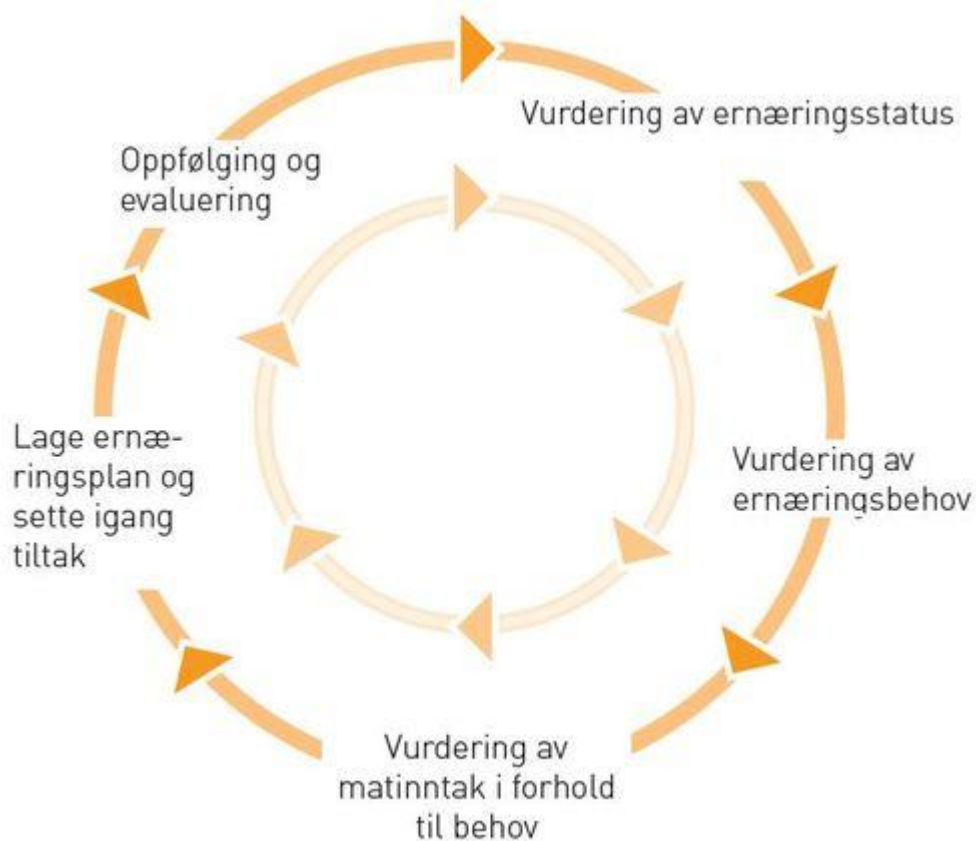 Vurdering av ernæringsstatus
Oppfølging og
evaluering
Vurdering av
ernæringsbehov
Lage ernæ-
ringsplan og
sette igang
tiltak
Vurdering av
matinntak i forhold
til behov